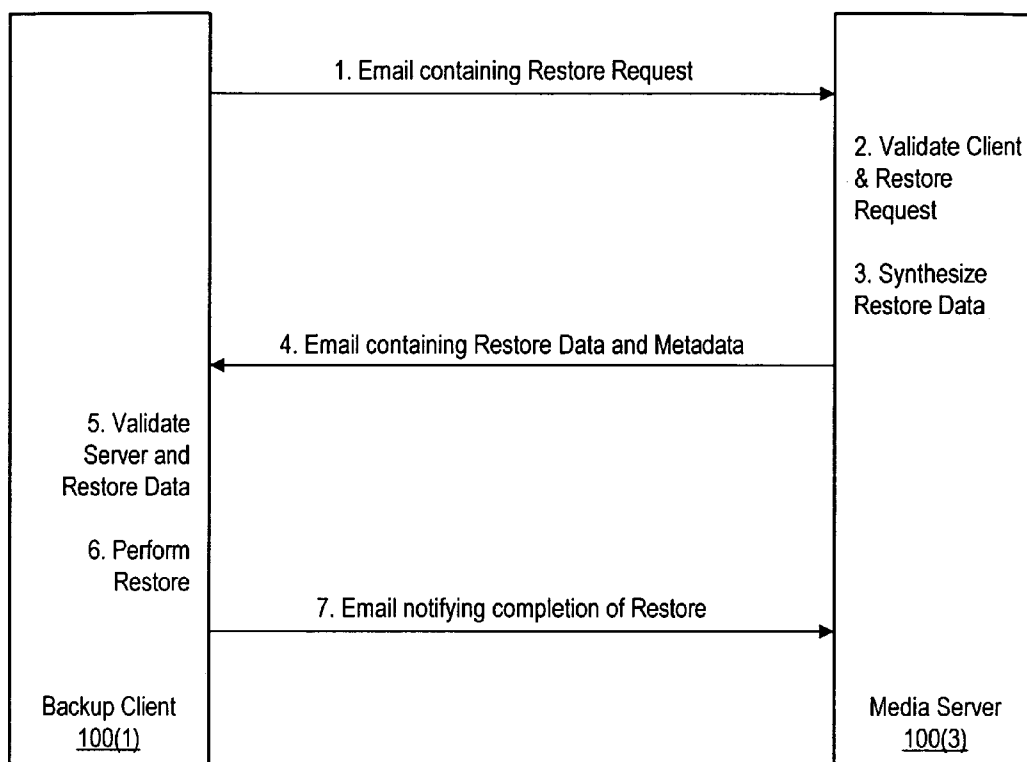 1. Email containing Restore Request
2. Validate Client
& Restore
Request
3. Synthesize
Restore Data
4. Email containing Restore Data and Metadata
5. Validate
Server and
Restore Data
6. Perform
Restore
7. Email notifying completion of Restore
Backup Client
100(1)
Media Server
100(3)